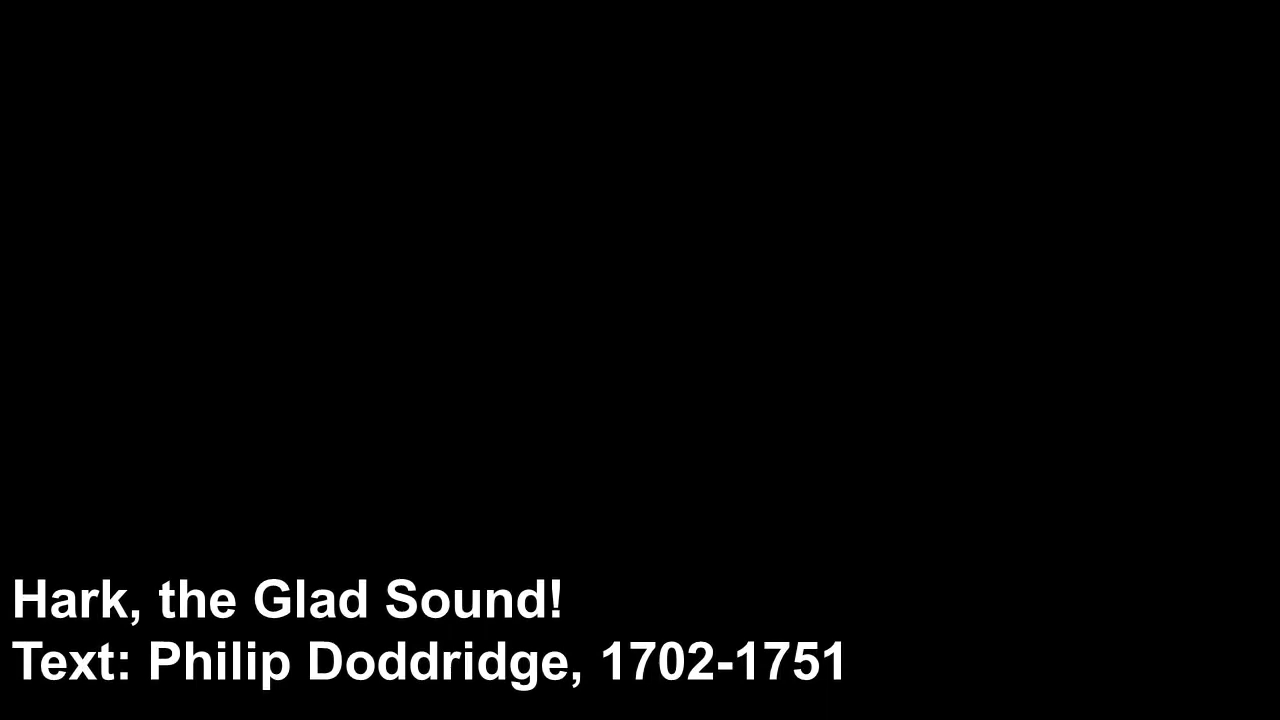 Hark, the Glad Sound!
Text: Philip Doddridge, 1702-1751